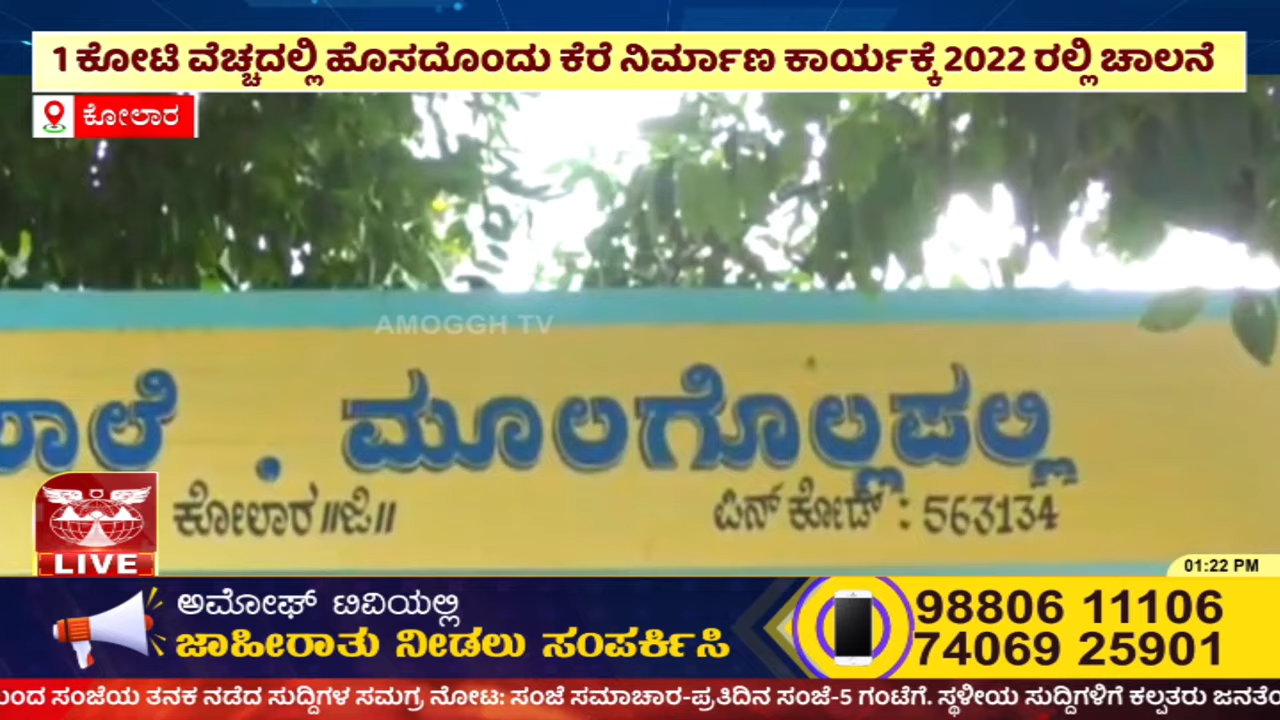 1 ಕೋಟಿ ವೆಚ್ಚದಲ್ಲಿ ಹೊಸದೊಂದು ಕೆರೆ ನಿರ್ಮಾಣ ಕಾರ್ಯಕ್ಕೆ 2022 ರಲ್ಲಿ ಚಾಲನೆ
ಕೋಲಾರ
AMOGGH TV
ಮೂಲಗೊಲ್ಲಪಲ್ಲಿ
ಕೋಲಾರ ॥ಜಿ॥ ಪಿನ್ ಕೋಡ್ : 563134
LIVE
01:22 PM
ಅಮೋಘ್ ಟಿವಿಯಲ್ಲಿ
ಜಾಹೀರಾತು ನೀಡಲು ಸಂಪರ್ಕಿಸಿ
98806 11106
74069 25901
ಸಂಜೆಯ ತನಕ ನಡೆದ ಸುದ್ದಿಗಳ ಸಮಗ್ರ ನೋಟ: ಸಂಜೆ ಸಮಾಚಾರ-ಪ್ರತಿದಿನ ಸಂಜೆ-5 ಗಂಟೆಗೆ. ಸ್ಥಳೀಯ ಸುದ್ದಿಗಳಿಗೆ ಕಲ್ಪತರು